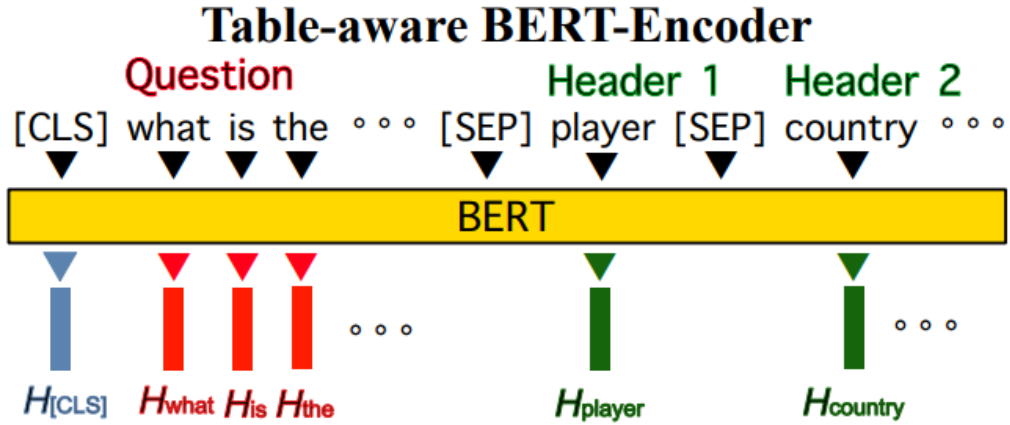 Table-aware BERT-Encoder
Question Header 1 Header 2
[CLS] what is the ∘∘∘ [SEP] player [SEP] country ∘∘∘
BERT
∘∘∘ ∘∘∘
H[CLS] Hwhat His Hthe Hplayer Hcountry